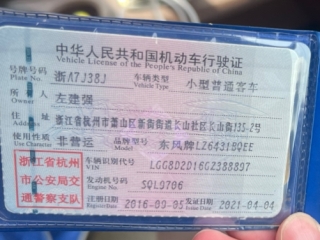 中华人民共和国机动车行驶证
Vehicle License of the People's Republic of China
号牌号码 Plate No. 浙A7J38J 车辆类型 Vehicle Type 小型普通客车
所有人 Owner 左建强
住址 Address 浙江省杭州市萧山区新街街道长山社区长山街135-2号
使用性质 Use Character 非营运 品牌型号 Model 东风牌LZ6431BQEE
浙江省杭州市公安局交通警察支队
车辆识别代号 VIN LGG8D2D16GZ388897
发动机号码 Engine No. SQL9706
注册日期 2016-09-05 发证日期 2021-04-04